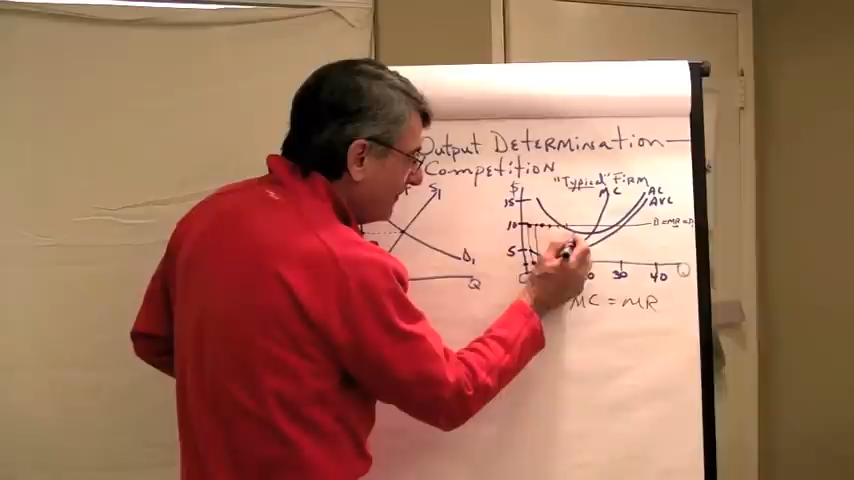 Output Determination
Competition
"Typical" Firm
$
MC
AC
AVC
S1
15
10
5
D1
Q
30
40
Q
MC = MR